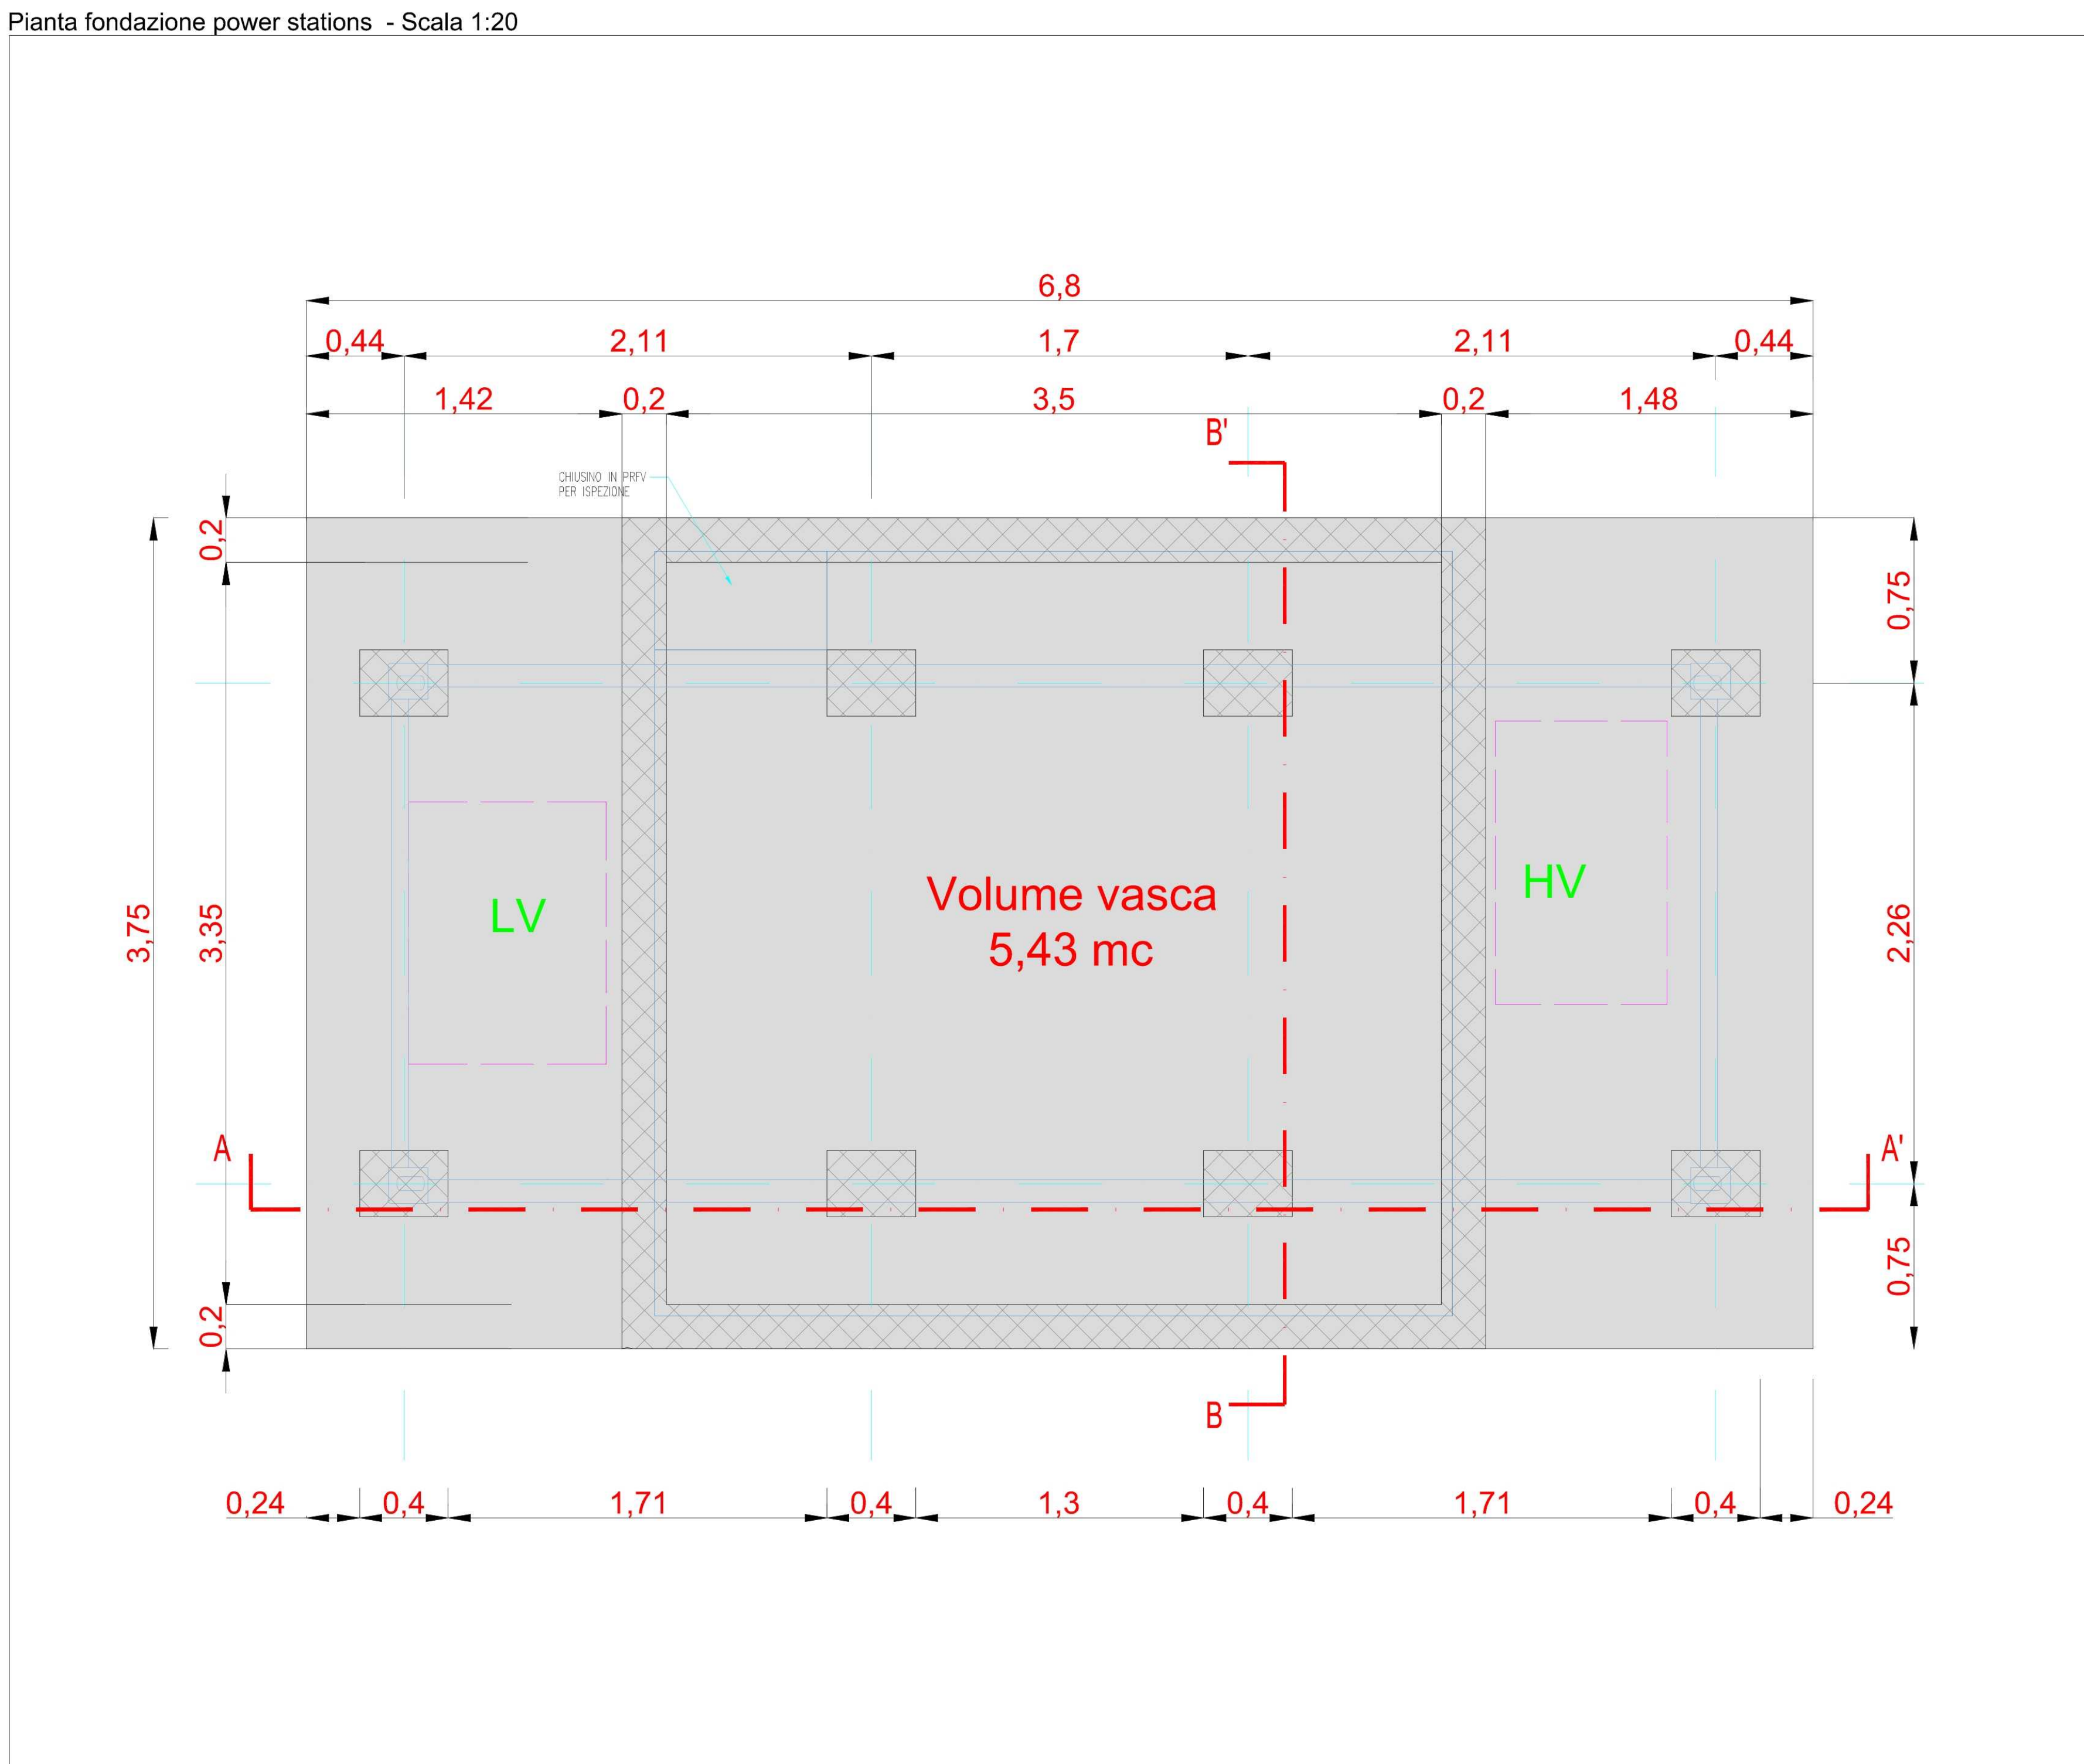 Pianta fondazione power stations - Scala 1:20
6,8
0,44
2,11
1,7
2,11
0,44
1,42
0,2
3,5
0,2
1,48
B'
CHIUSINO IN PRFV
PER ISPEZIONE
0,2
0,75
3,75
3,35
LV
Volume vasca
5,43 mc
HV
2,26
A
A'
0,75
0,2
B
0,24
0,4
1,71
0,4
1,3
0,4
1,71
0,4
0,24